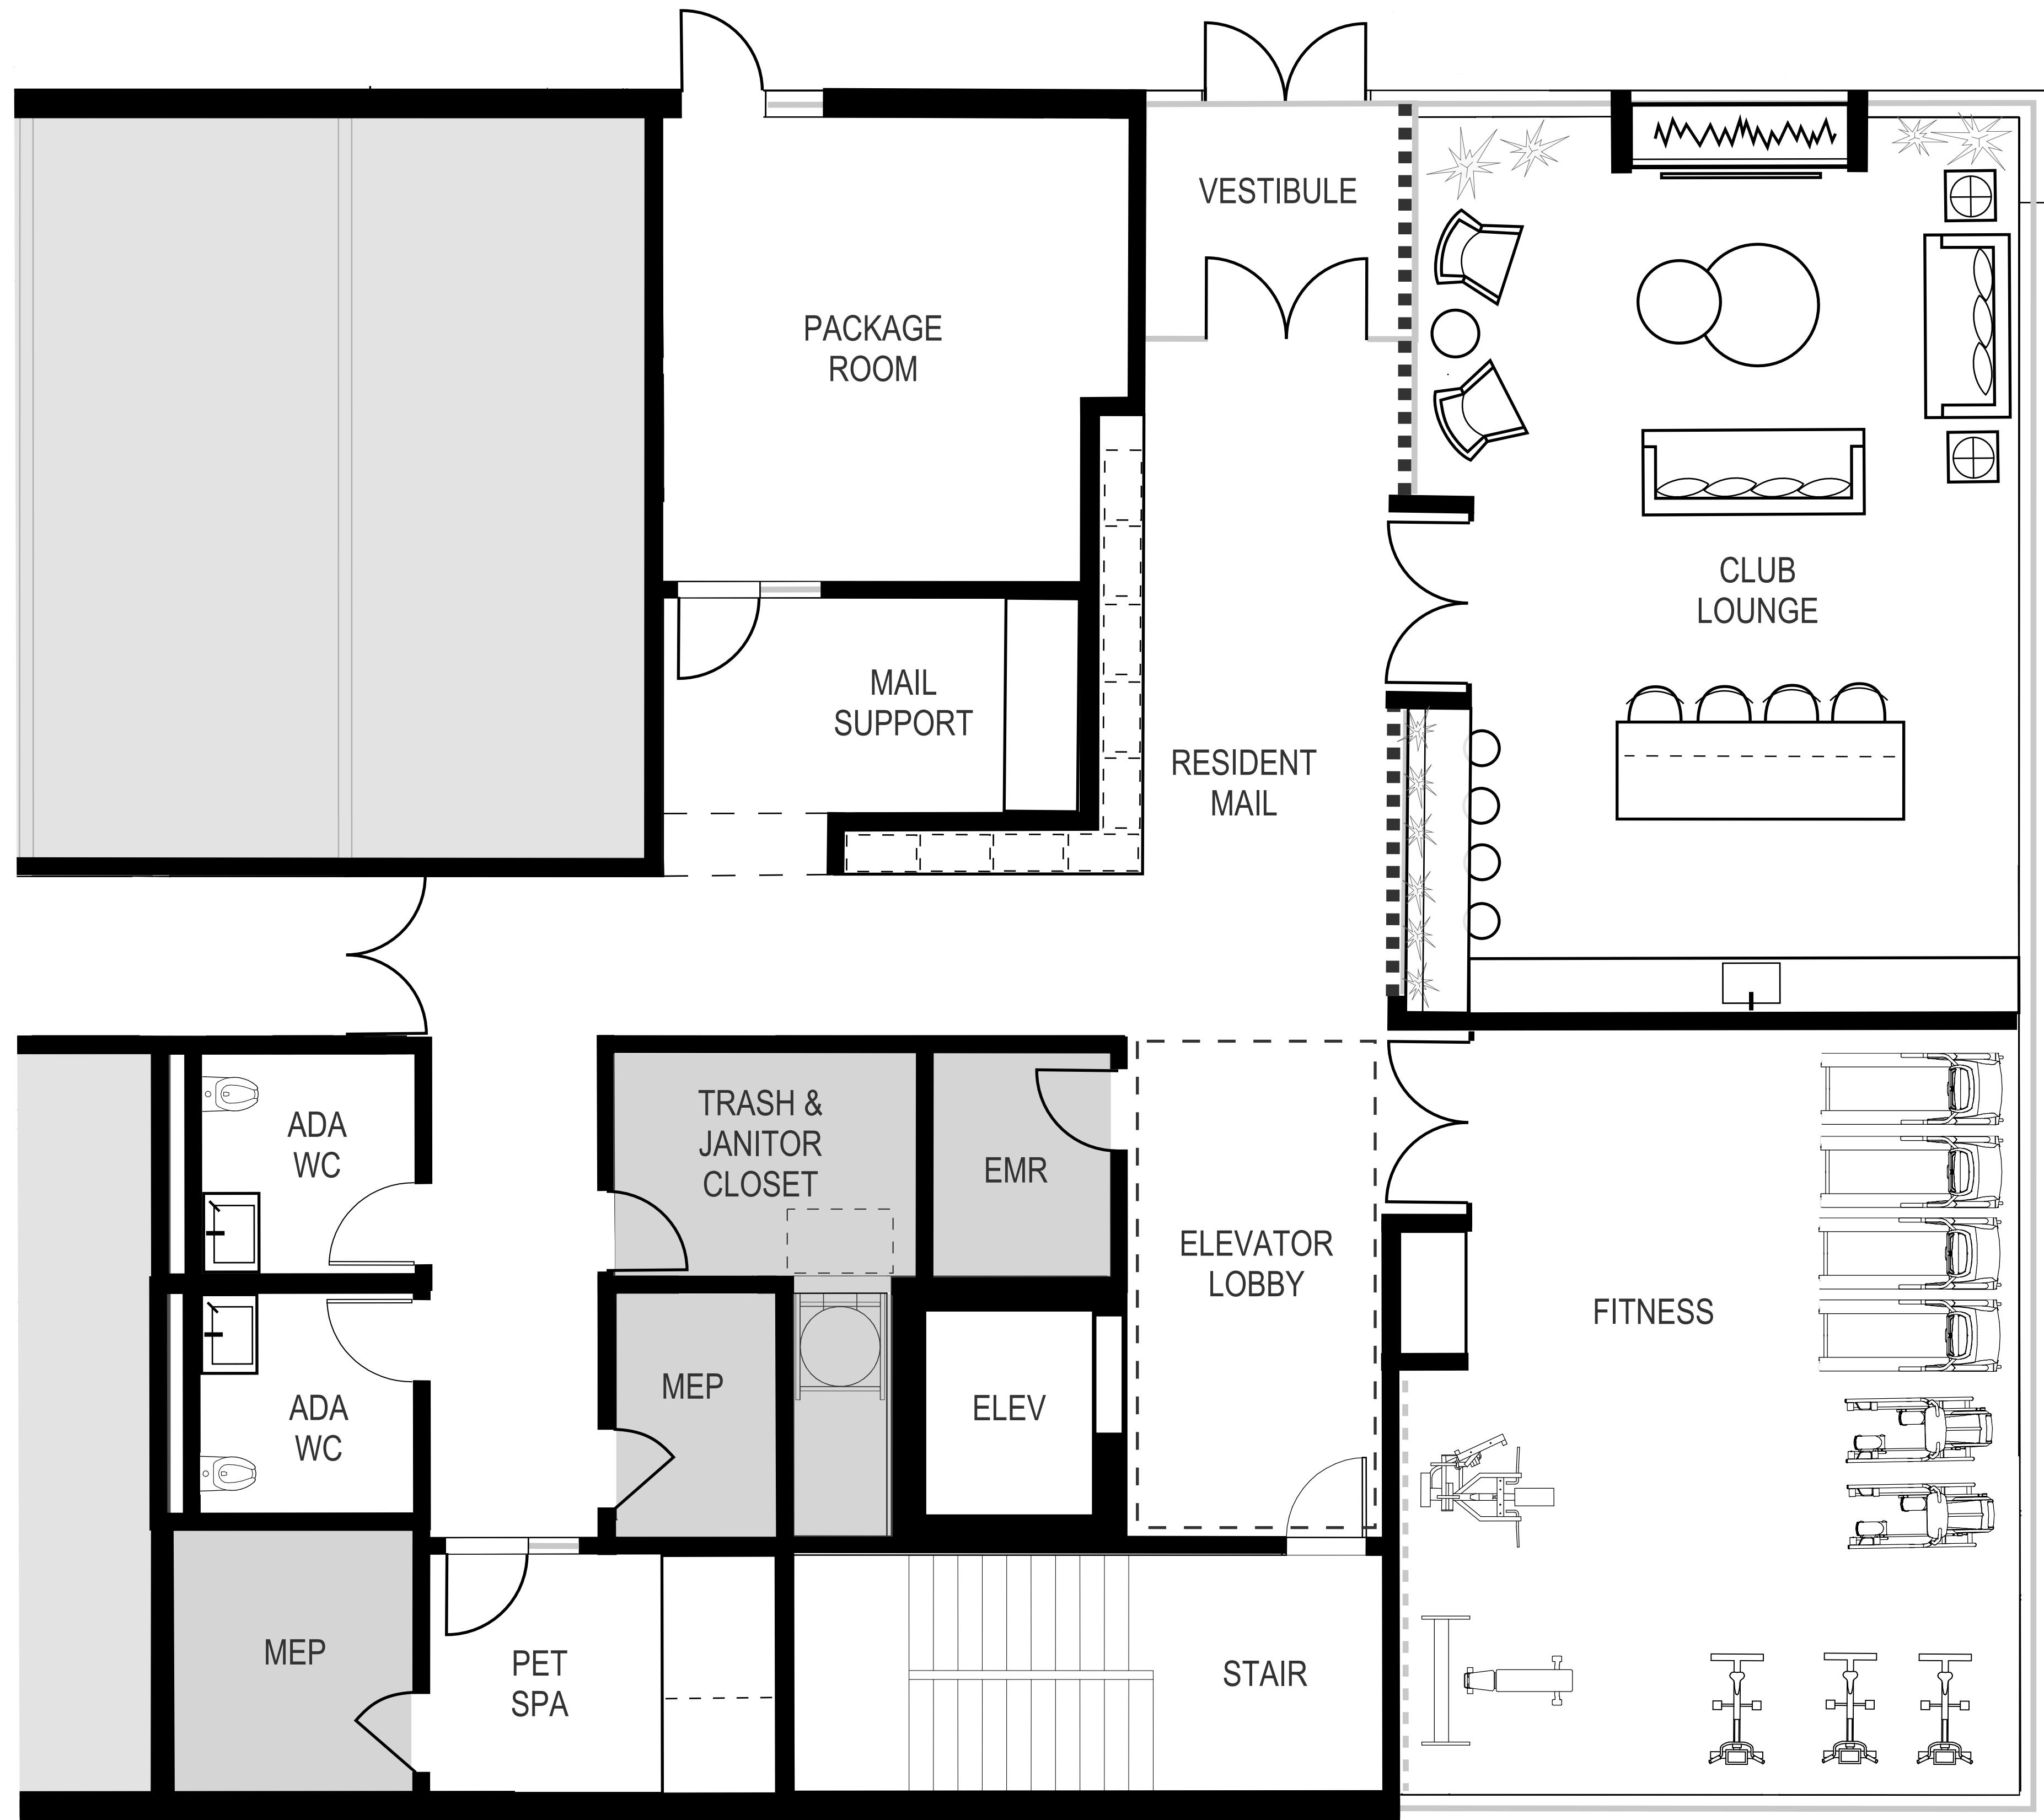 VESTIBULE
PACKAGE
ROOM
CLUB
LOUNGE
MAIL
SUPPORT
RESIDENT
MAIL
TRASH &
JANITOR
CLOSET
ADA
WC
EMR
ELEVATOR
LOBBY
FITNESS
MEP
ELEV
ADA
WC
MEP
PET
SPA
STAIR